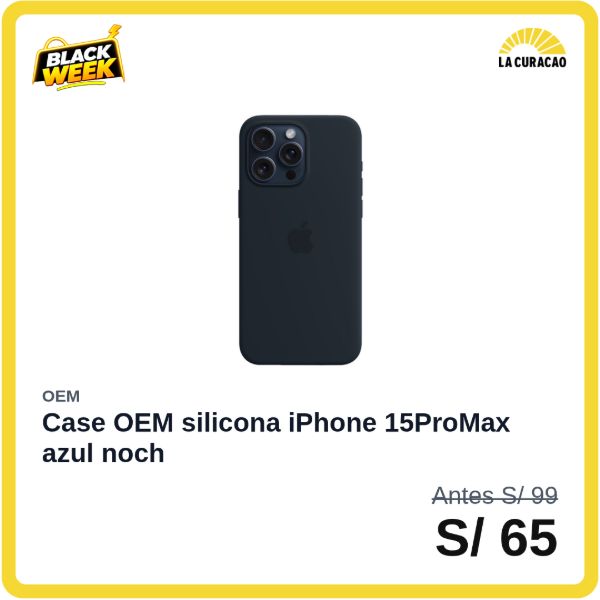 BLACK
WEEK
LA CURACAO
OEM
Case OEM silicona iPhone 15ProMax
azul noch
Antes S/ 99
S/ 65